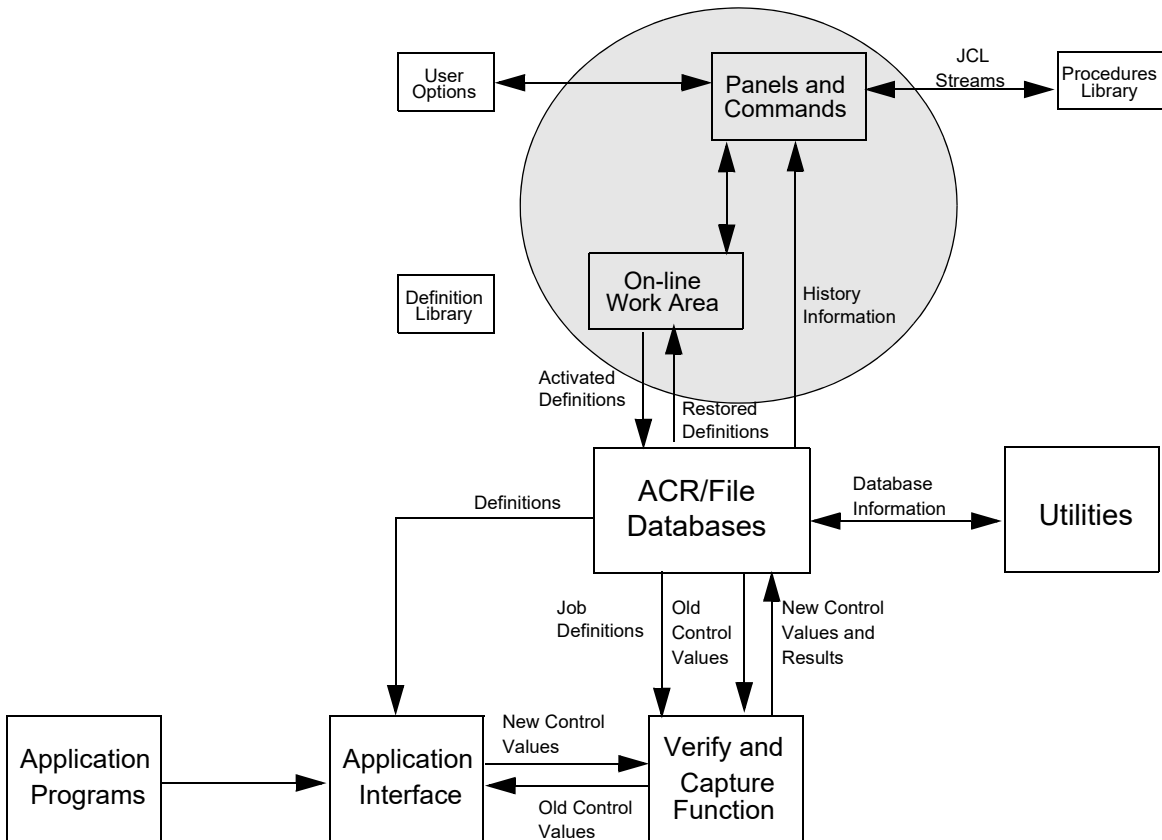 User
Options
Panels and
Commands
JCL
Streams
Procedures
Library
Definition
Library
On-line
Work Area
History
Information
Activated
Definitions
Restored
Definitions
ACR/File
Databases
Definitions
Database
Information
Utilities
Job
Definitions
Old
Control
Values
New Control
Values and
Results
Application
Programs
Application
Interface
New Control
Values
Old Control
Values
Verify and
Capture
Function